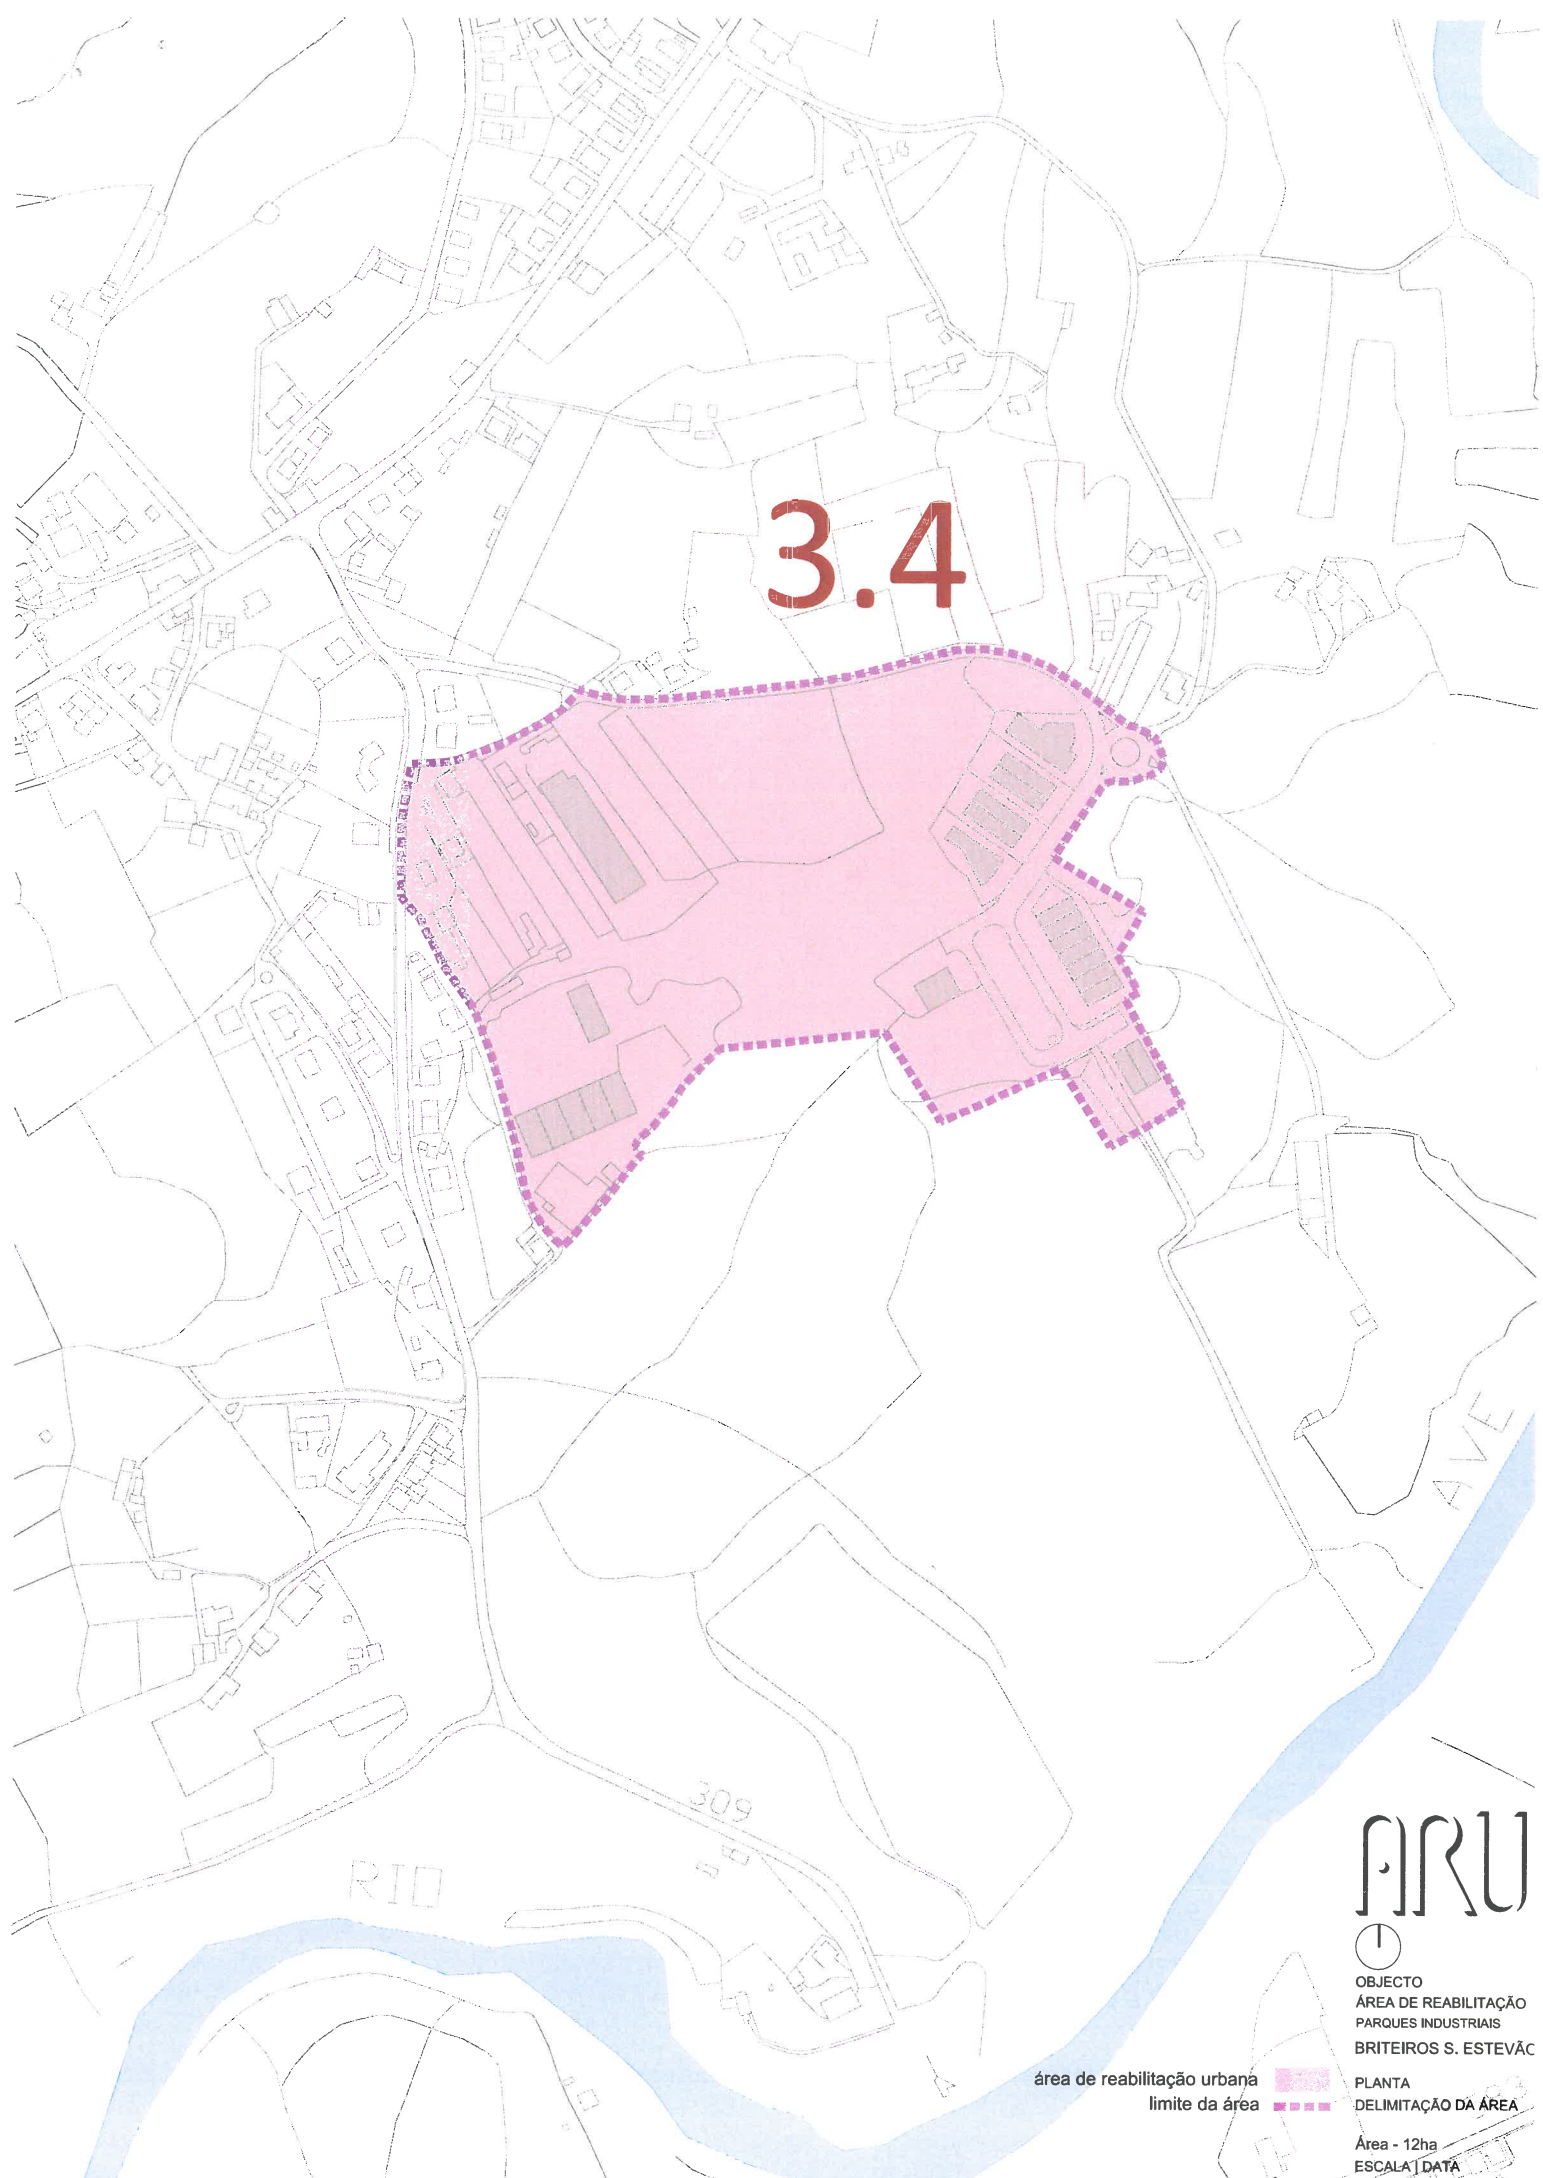 3.4
AVE
309
RIO
ARU
OBJECTO
ÁREA DE REABILITAÇÃO
PARQUES INDUSTRIAIS
BRITEIROS S. ESTEVÃO
área de reabilitação urbana
limite da área
PLANTA
DELIMITAÇÃO DA ÁREA
Área - 12ha
ESCALA | DATA